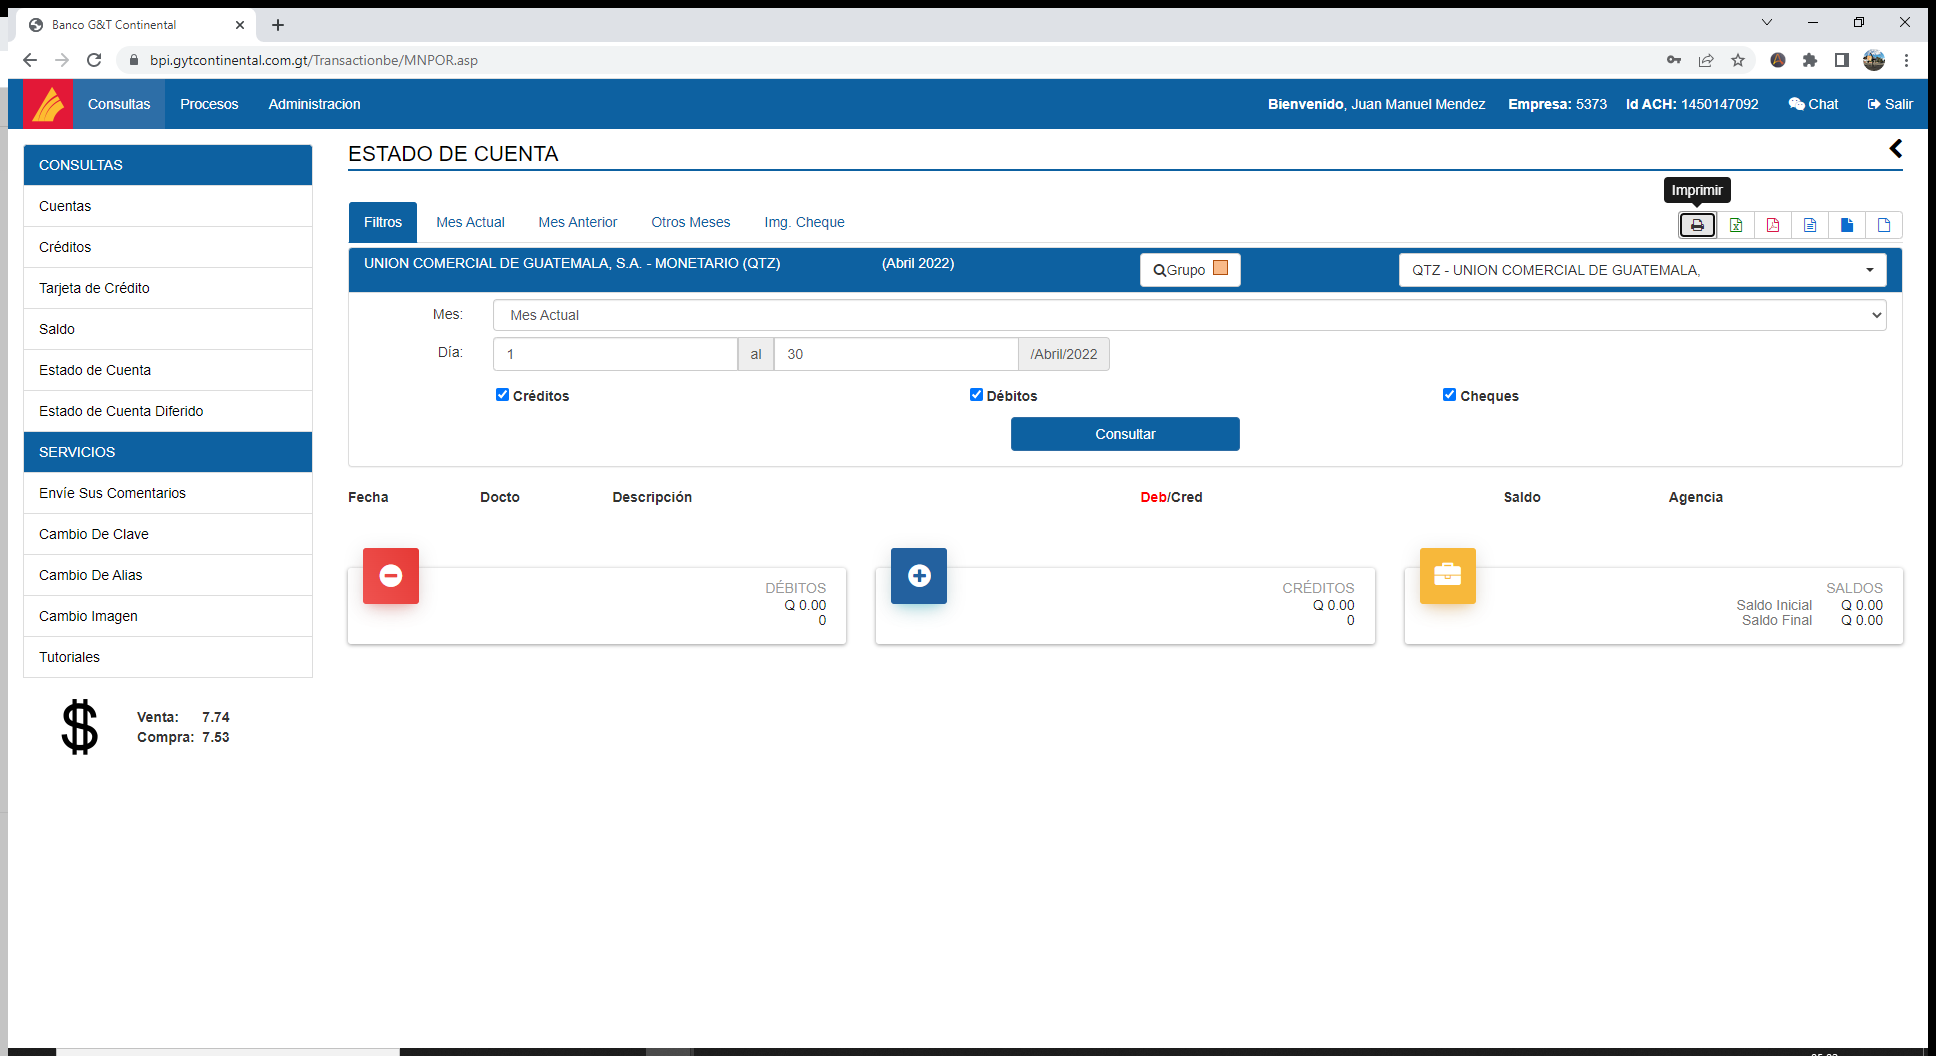 Banco G&T Continental
bpi.gytcontinental.com.gt/Transactionbe/MNPOR.asp
Consultas Procesos Administracion Bienvenido, Juan Manuel Mendez Empresa: 5373 Id ACH: 1450147092 Chat Salir
CONSULTAS
Cuentas
Créditos
Tarjeta de Crédito
Saldo
Estado de Cuenta
Estado de Cuenta Diferido
SERVICIOS
Envíe Sus Comentarios
Cambio De Clave
Cambio De Alias
Cambio Imagen
Tutoriales
Venta: 7.74
Compra: 7.53
ESTADO DE CUENTA
Imprimir
Filtros Mes Actual Mes Anterior Otros Meses Img. Cheque
UNION COMERCIAL DE GUATEMALA, S.A. - MONETARIO (QTZ) (Abril 2022) Grupo QTZ - UNION COMERCIAL DE GUATEMALA,
Mes: Mes Actual
Día: 1 al 30 /Abril/2022
Créditos Débitos Cheques
Consultar
Fecha Docto Descripción Deb/Cred Saldo Agencia
DÉBITOS
Q 0.00
0
CRÉDITOS
Q 0.00
0
SALDOS
Saldo Inicial Q 0.00
Saldo Final Q 0.00